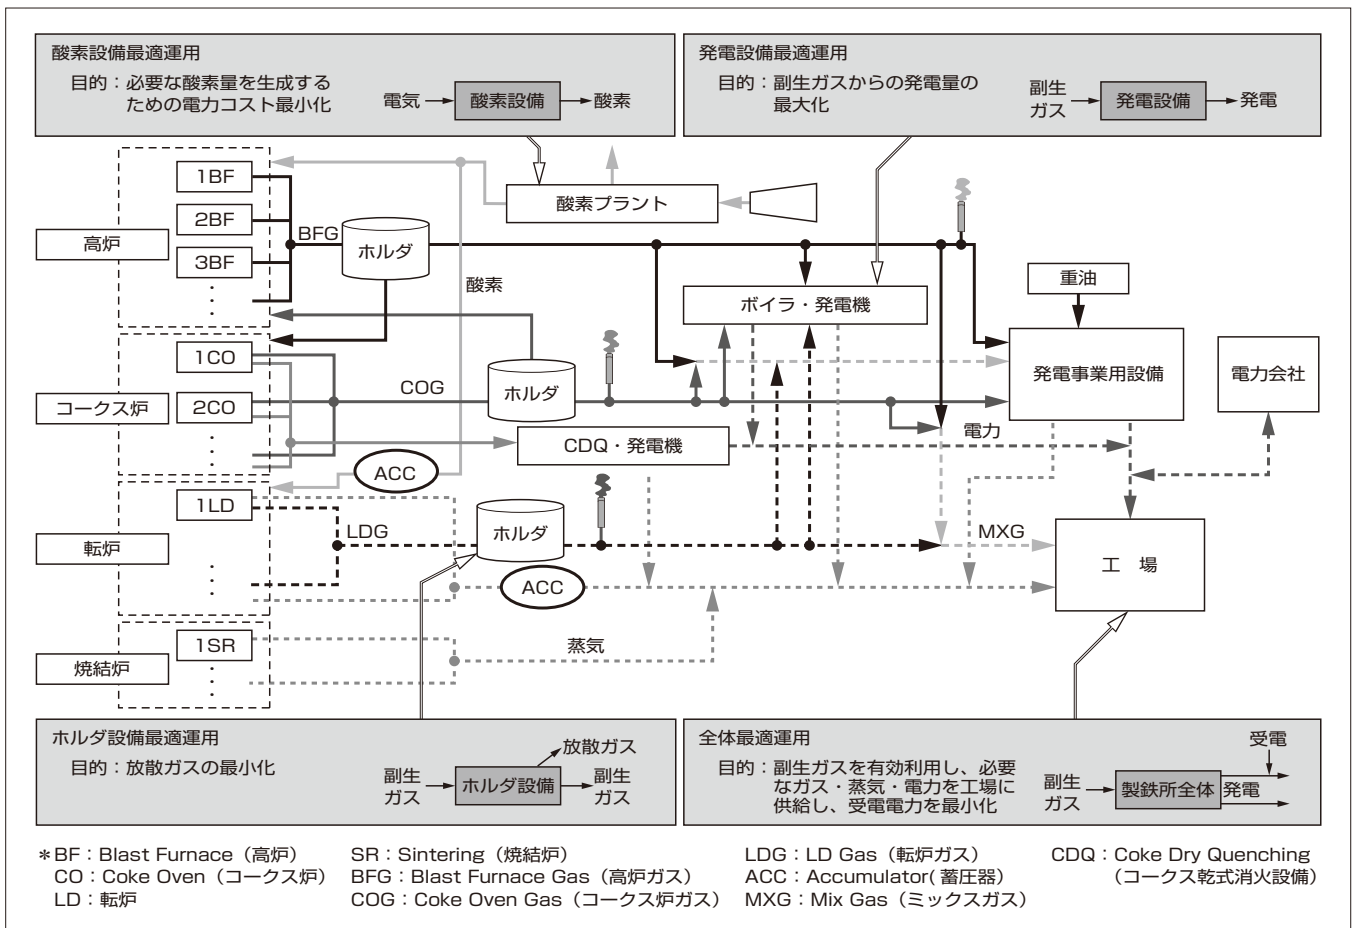 酸素設備最適運用
目的：必要な酸素量を生成する
ための電力コスト最小化
電気
酸素設備
酸素
発電設備最適運用
目的：副生ガスからの発電量の
最大化
副生
ガス
発電設備
発電
1BF
2BF
3BF
高炉
BFG
ホルダ
酸素プラント
酸素
ボイラ・発電機
重油
1CO
2CO
コークス炉
COG
ホルダ
発電事業用設備
電力会社
電力
CDQ・発電機
ACC
1LD
転炉
LDG
ホルダ
MXG
工　場
ACC
1SR
焼結炉
蒸気
ホルダ設備最適運用
目的：放散ガスの最小化
副生
ガス
ホルダ設備
放散ガス
副生
ガス
全体最適運用
目的：副生ガスを有効利用し、必要
なガス・蒸気・電力を工場に
供給し、受電電力を最小化
副生
ガス
製鉄所全体
受電
発電
＊BF：Blast Furnace（高炉）
CO：Coke Oven（コークス炉）
LD：転炉
SR：Sintering（焼結炉）
BFG：Blast Furnace Gas（高炉ガス）
COG：Coke Oven Gas（コークス炉ガス）
LDG：LD Gas（転炉ガス）
ACC：Accumulator(蓄圧器）
MXG：Mix Gas（ミックスガス）
CDQ：Coke Dry Quenching
（コークス乾式消火設備）